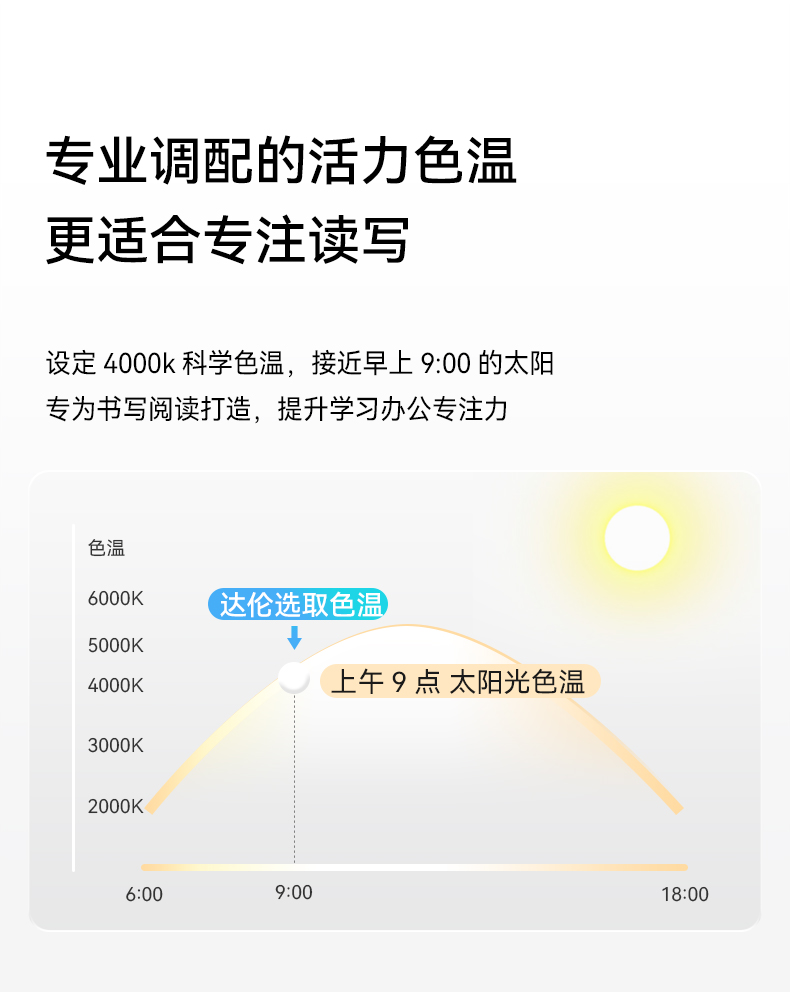 专业调配的活力色温
更适合专注读写
设定 4000k 科学色温，接近早上 9:00 的太阳
专为书写阅读打造，提升学习办公专注力
色温
6000K
达伦选取色温
5000K
4000K
上午 9 点 太阳光色温
3000K
2000K
6:00
9:00
18:00